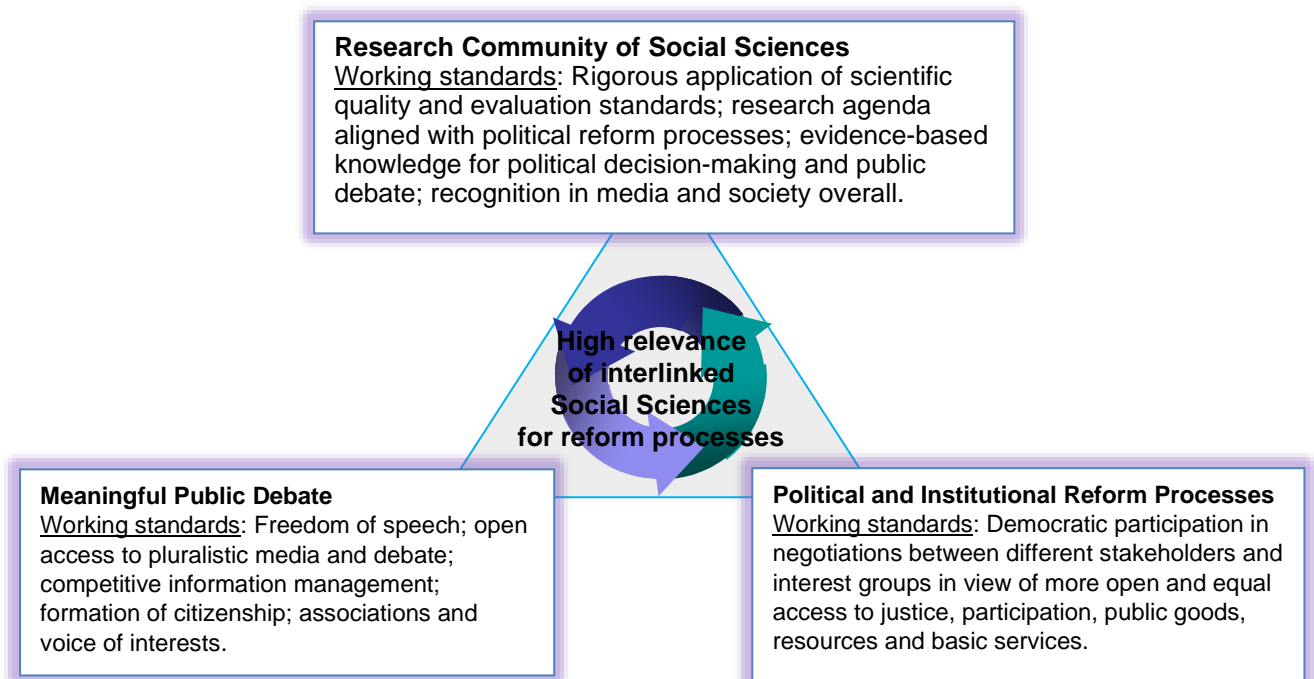 Research Community of Social Sciences
Working standards: Rigorous application of scientific
quality and evaluation standards; research agenda
aligned with political reform processes; evidence-based
knowledge for political decision-making and public
debate; recognition in media and society overall.
High relevance
of interlinked
Social Sciences
for reform processes
Meaningful Public Debate
Working standards: Freedom of speech; open
access to pluralistic media and debate;
competitive information management;
formation of citizenship; associations and
voice of interests.
Political and Institutional Reform Processes
Working standards: Democratic participation in
negotiations between different stakeholders and
interest groups in view of more open and equal
access to justice, participation, public goods,
resources and basic services.